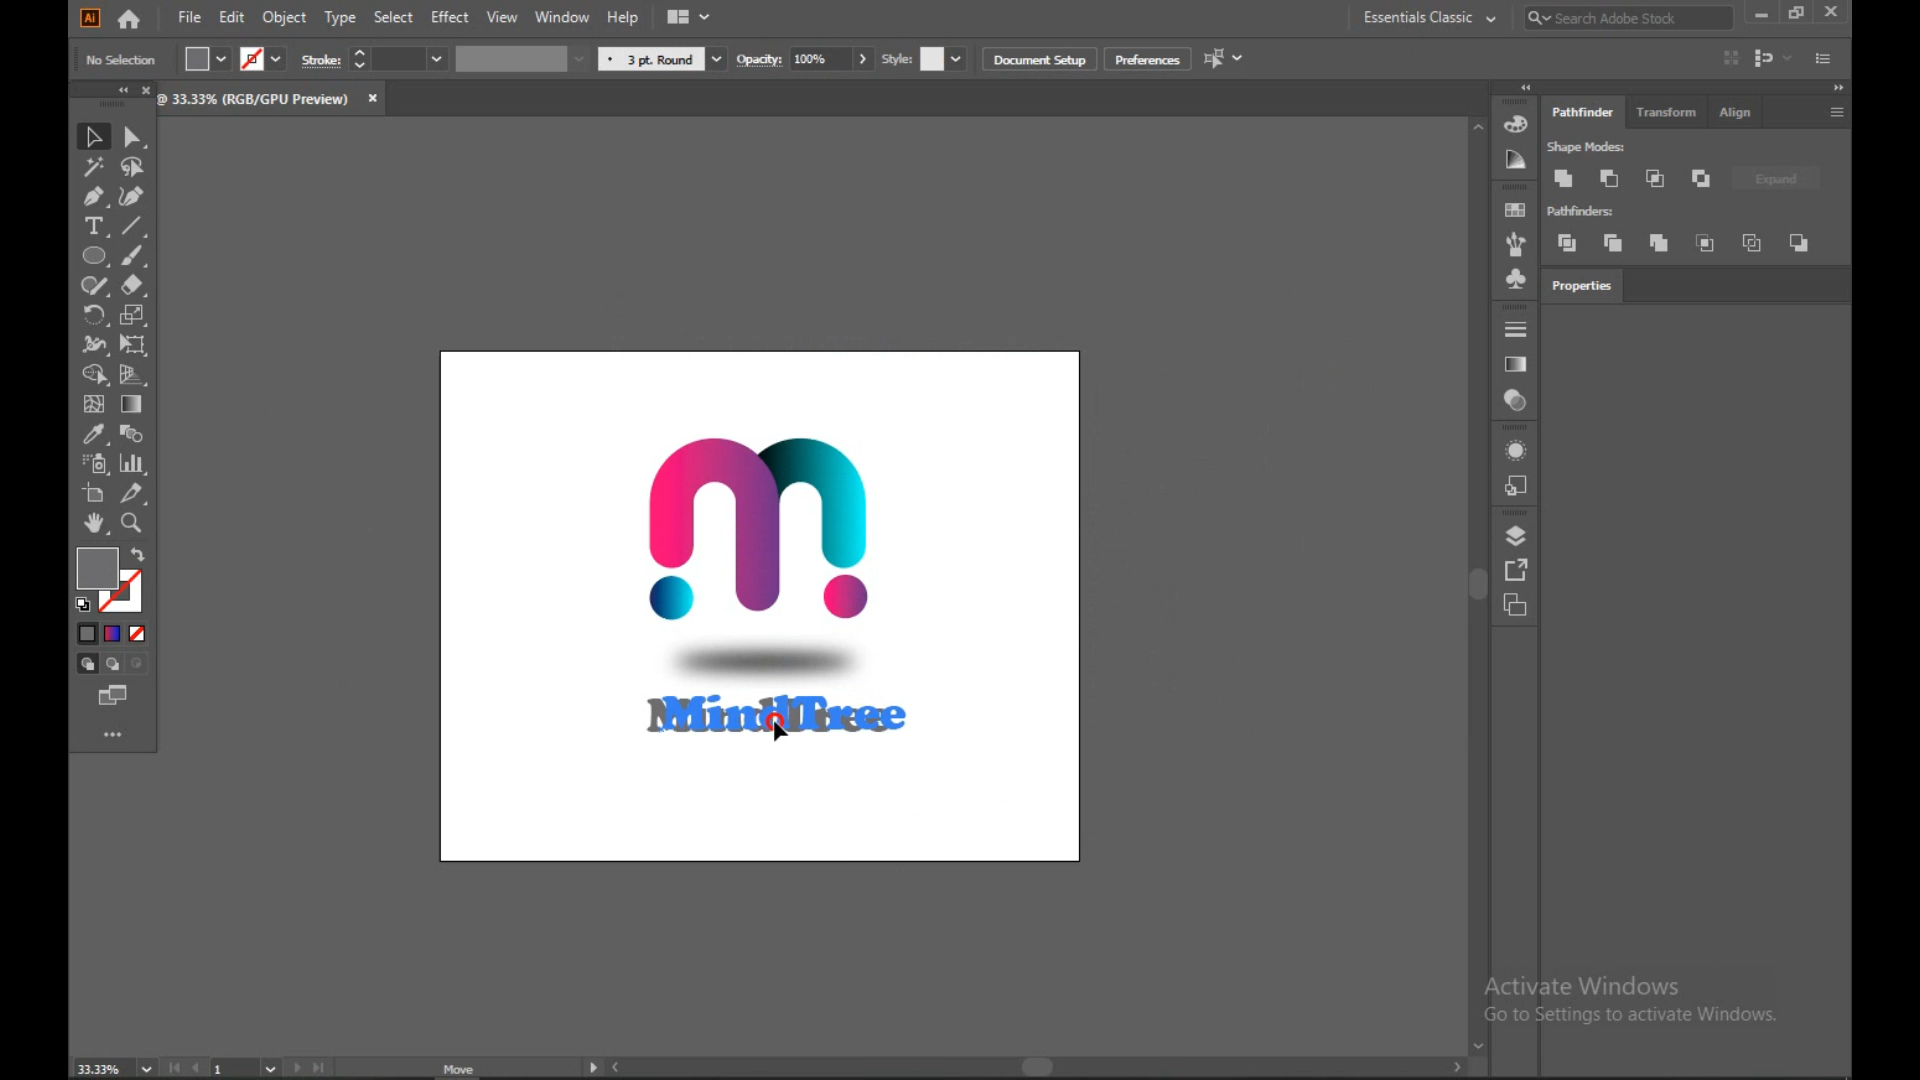 Ai File Edit Object Type Select Effect View Window Help Essentials Classic Search Adobe Stock
No Selection Stroke: 3 pt. Round Opacity: 100% Style: Document Setup Preferences
@ 33.33% (RGB/GPU Preview)
Pathfinder Transform Align
Shape Modes:
Expand
Pathfinders:
Properties
MindTree
MindTree
Activate Windows
Go to Settings to activate Windows.
33.33% 1 Move